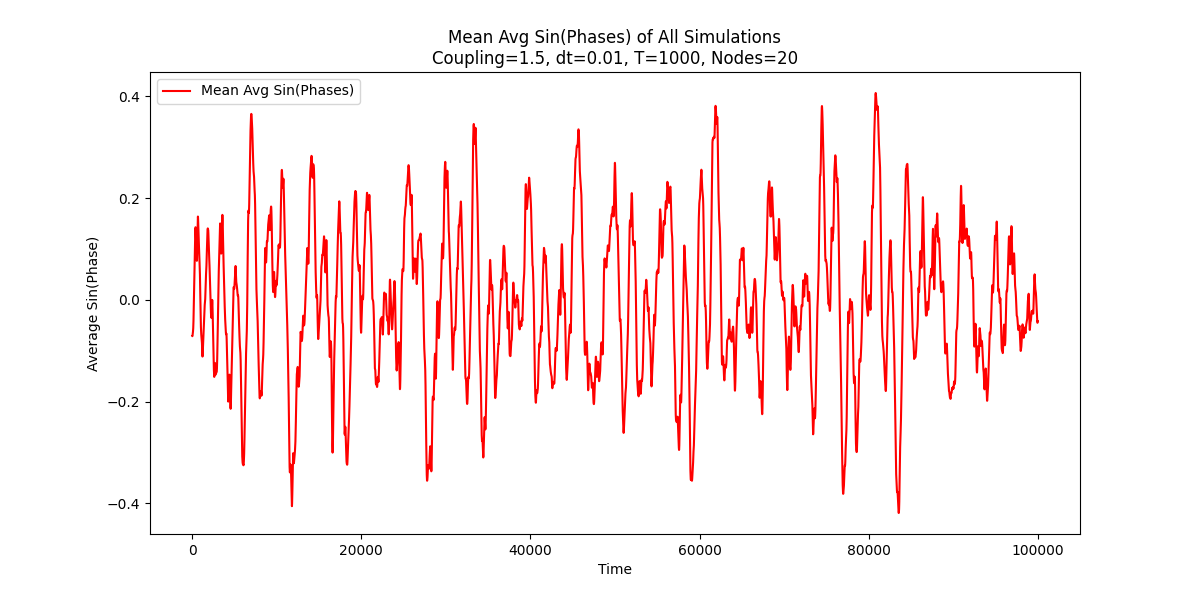 Mean Avg Sin(Phases) of All Simulations
Coupling=1.5, dt=0.01, T=1000, Nodes=20
Mean Avg Sin(Phases)
Average Sin(Phase)
0.4
0.2
0.0
−0.2
−0.4
0 20000 40000 60000 80000 100000
Time